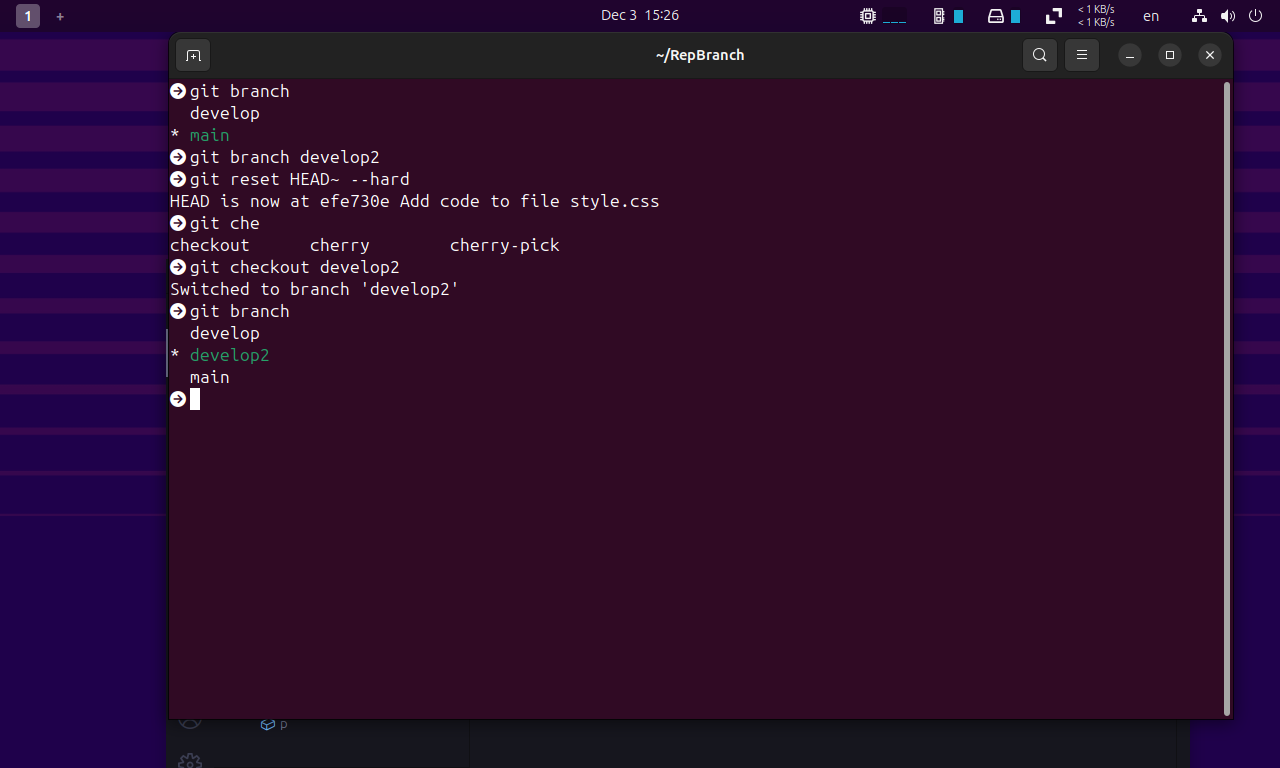 1 + Dec 3 15:26 < 1 KB/s en
< 1 KB/s
~/RepBranch
git branch
develop
* main
git branch develop2
git reset HEAD~ --hard
HEAD is now at efe730e Add code to file style.css
git che
checkout cherry cherry-pick
git checkout develop2
Switched to branch 'develop2'
git branch
develop
* develop2
main
p